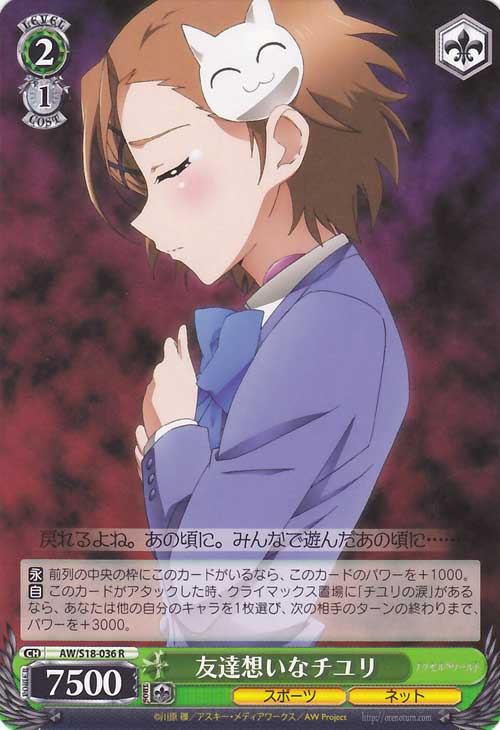 LEVEL
2
1
COST
戻れるよね。あの頃に。みんなで遊んだあの頃に……
永 前列の中央の枠にこのカードがいるなら、このカードのパワーを＋1000。
自 このカードがアタックした時、クライマックス置場に「チユリの涙」があるなら、あなたは他の自分のキャラを1枚選び、次の相手のターンの終わりまで、パワーを＋3000。
CH AW/S18-036 R
POWER
7500
SOUL
友達想いなチユリ
アクセル・ワールド
スポーツ
ネット
©川原 礫／アスキー・メディアワークス／AW Project
http://orenoturn.com